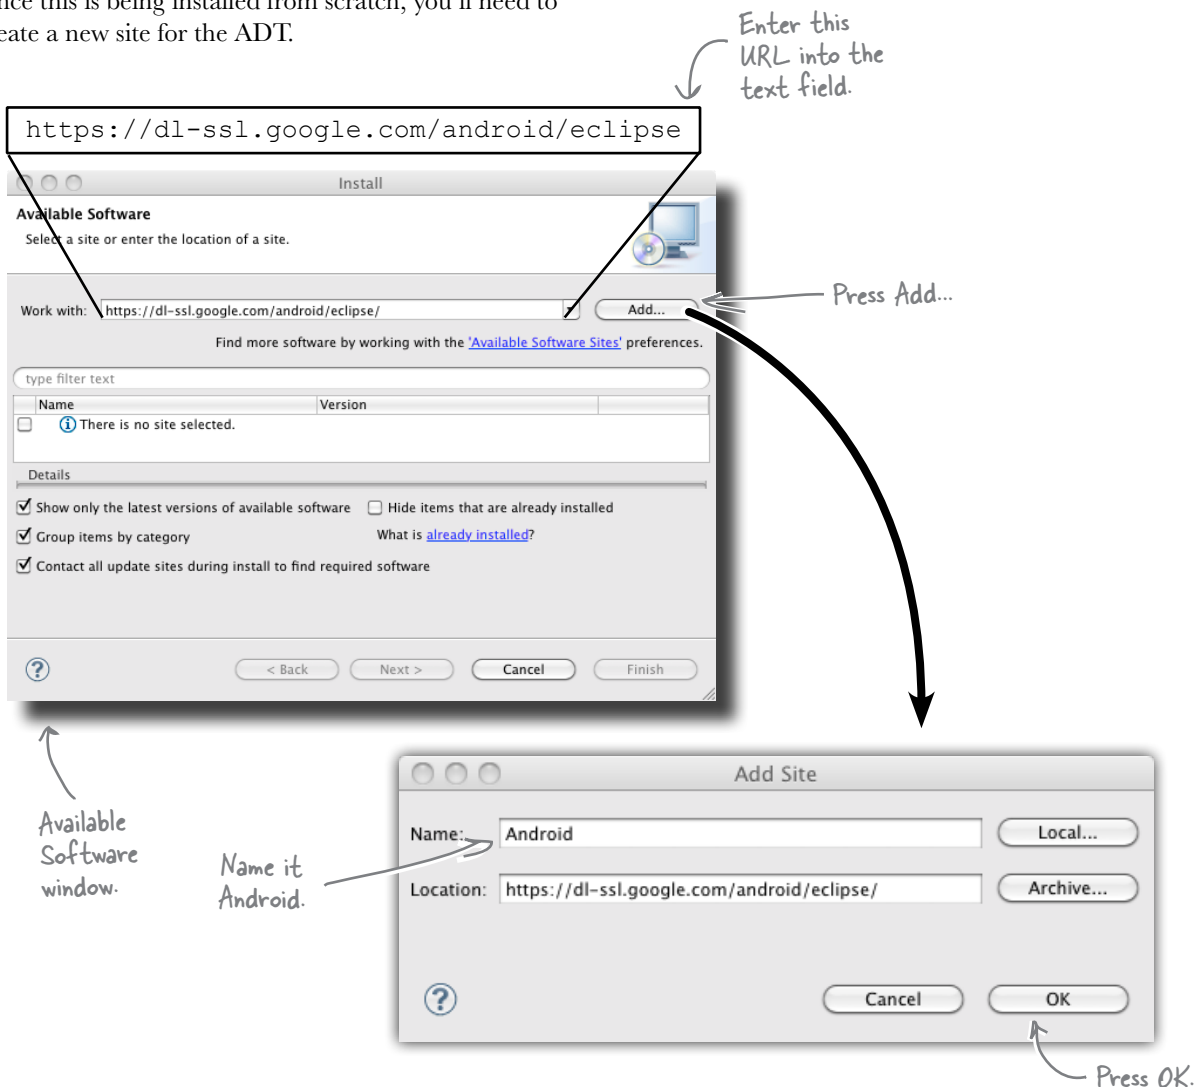 nce this is being installed from scratch, you'll need to
eate a new site for the ADT.
Enter this
URL into the
text field.
https://dl-ssl.google.com/android/eclipse
Install
Available Software
Select a site or enter the location of a site.
Work with: https://dl-ssl.google.com/android/eclipse/ Add...
Press Add...
Find more software by working with the 'Available Software Sites' preferences.
type filter text
Name Version
There is no site selected.
Details
Show only the latest versions of available software Hide items that are already installed
Group items by category What is already installed?
Contact all update sites during install to find required software
? < Back Next > Cancel Finish
Available
Software
window.
Add Site
Name: Android Local...
Name it
Android.
Location: https://dl-ssl.google.com/android/eclipse/ Archive...
? Cancel OK
Press OK.